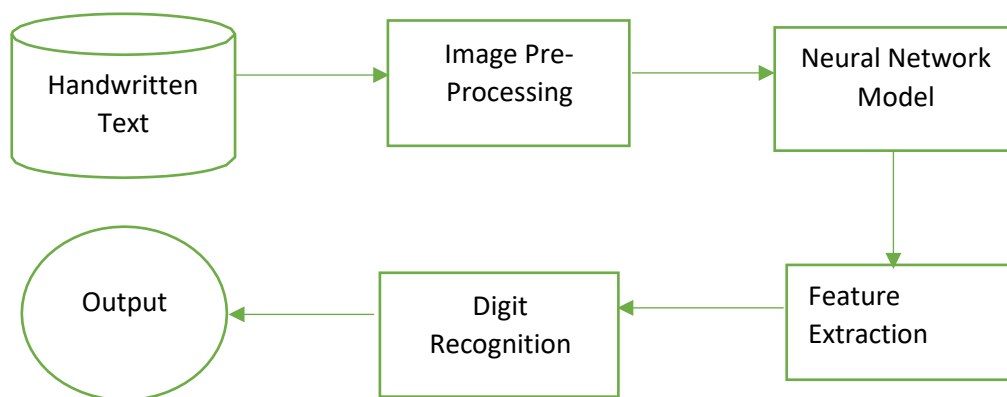 Handwritten
Text
Image Pre-
Processing
Neural Network
Model
Feature
Extraction
Digit
Recognition
Output